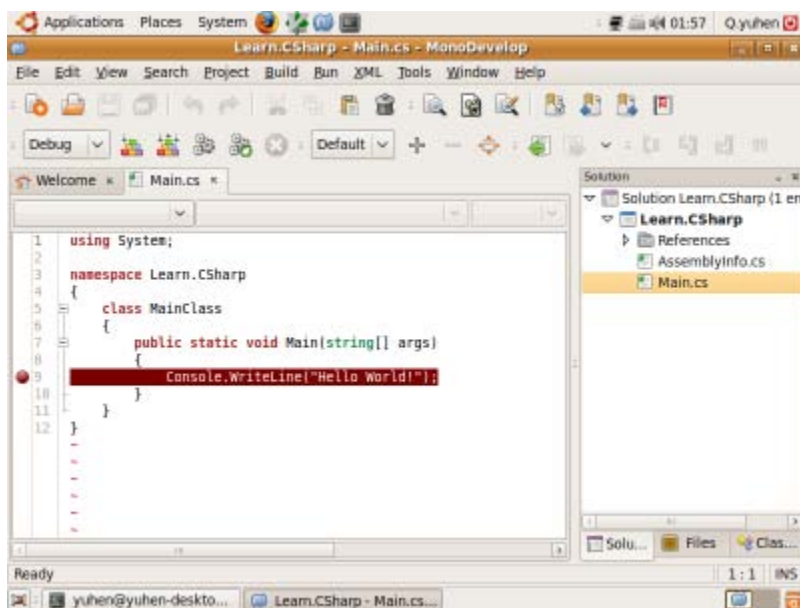 Applications Places System 01:57 Q.yuhen
Learn.CSharp - Main.cs - MonoDevelop
File Edit View Search Project Build Run XML Tools Window Help
Debug Default
Welcome Main.cs
Solution
Solution Learn.CSharp (1 en
Learn.CSharp
References
AssemblyInfo.cs
Main.cs
1 using System;
2
3 namespace Learn.CSharp
4 {
5 class MainClass
6 {
7 public static void Main(string[] args)
8 {
9 Console.WriteLine("Hello World!");
10 }
11 }
12 }
~
~
~
~
~
~
Solu... Files Clas...
Ready 1 : 1 INS
yuhen@yuhen-deskto... Learn.CSharp - Main.cs...